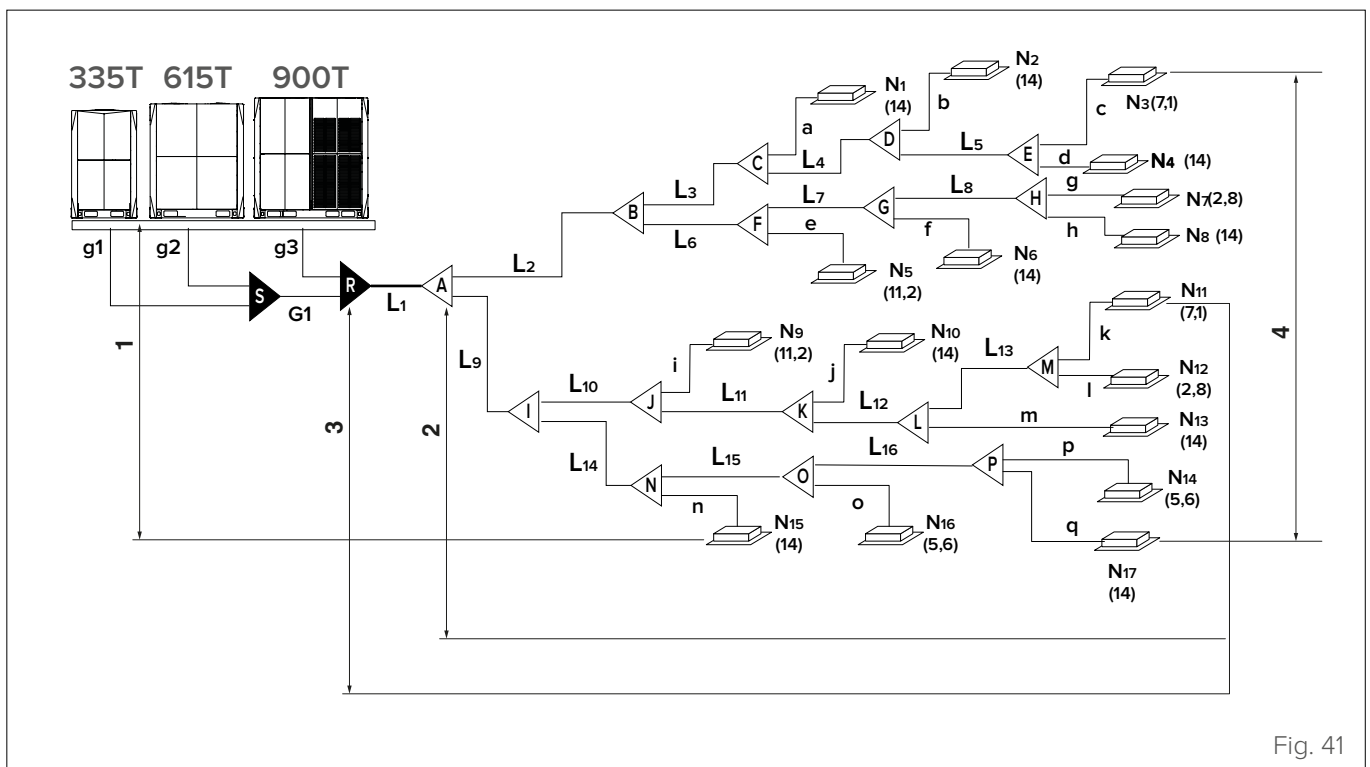 335T 615T 900T
g1 g2 g3
S
G1
R
L1
A
L2
B
L3
C
a
N1
(14)
L4
D
b
N2
(14)
L5
E
c
N3(7,1)
d
N4 (14)
L6
F
e
N5
(11,2)
L7
G
f
N6
(14)
L8
H
g
N7(2,8)
h
N8 (14)
L9
I
L10
J
i
N9
(11,2)
L11
K
j
N10
(14)
L12
L
L13
M
k
N11
(7,1)
l
N12
(2,8)
m
N13
(14)
L14
N
n
N15
(14)
L15
O
o
N16
(5,6)
L16
P
p
N14
(5,6)
q
N17
(14)
1
3
2
4
Fig. 41